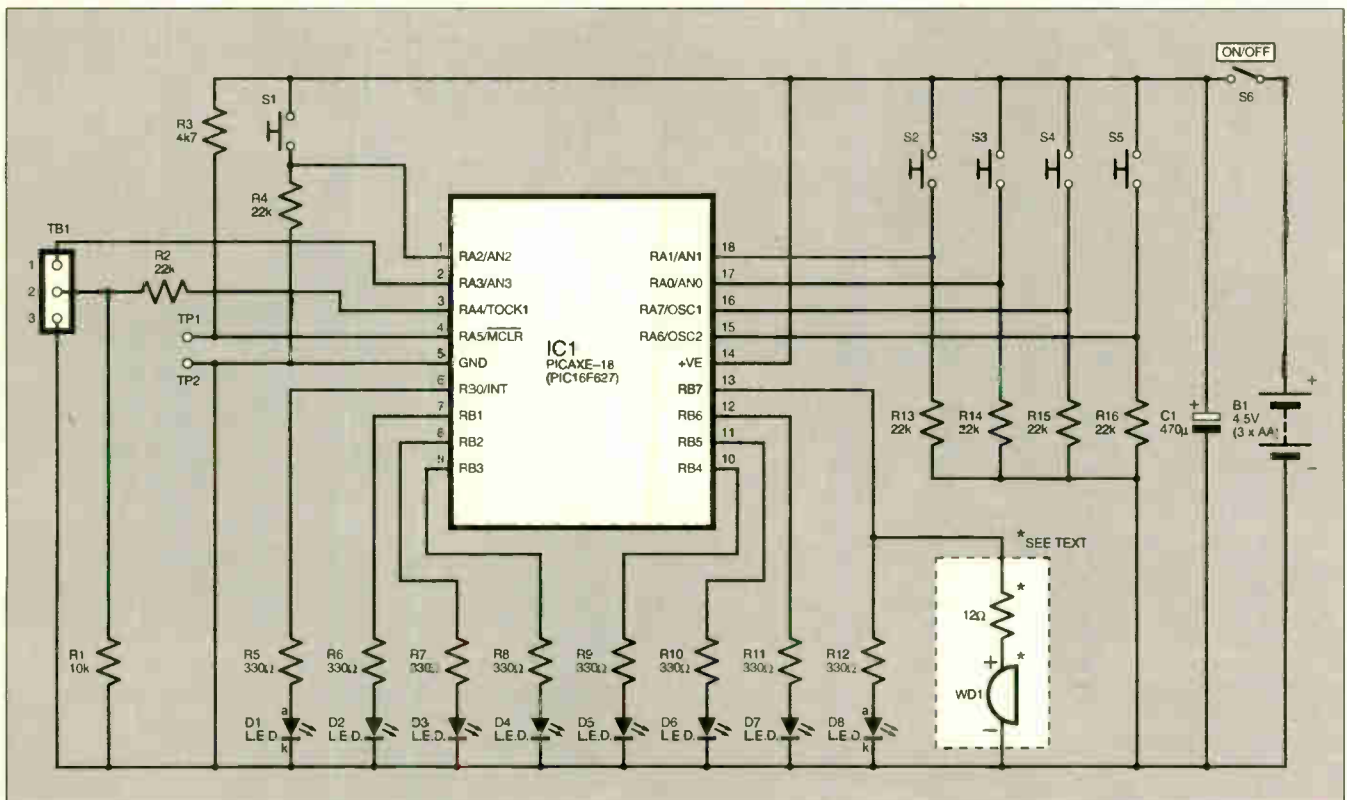 ON/OFF
S6
S1
R3
4k7
R4
22k
S2
S3
S4
S5
TB1
1
2
3
R2
22k
TP1
TP2
1
2
3
4
5
6
7
8
9
RA2/AN2
RA3/AN3
RA4/TOCK1
RA5/MCLR
GND
RB0/INT
RB1
RB2
RB3
IC1
PICAXE-18
(PIC16F627)
RA1/AN1
RA0/AN0
RA7/OSC1
RA6/OSC2
+VE
RB7
RB6
RB5
RB4
18
17
16
15
14
13
12
11
10
R13
22k
R14
22k
R15
22k
R16
22k
C1
470µ
+
B1
4.5V
(3 x AA)
+
−
*SEE TEXT
*
12Ω
+
*
WD1
−
R1
10k
R5
330Ω
R6
330Ω
R7
330Ω
R8
330Ω
R9
330Ω
R10
330Ω
R11
330Ω
R12
330Ω
a
D1
L.E.D.
k
D2
L.E.D.
D3
L.E.D.
D4
L.E.D.
D5
L.E.D.
D6
L.E.D.
D7
L.E.D.
a
D8
L.E.D.
k